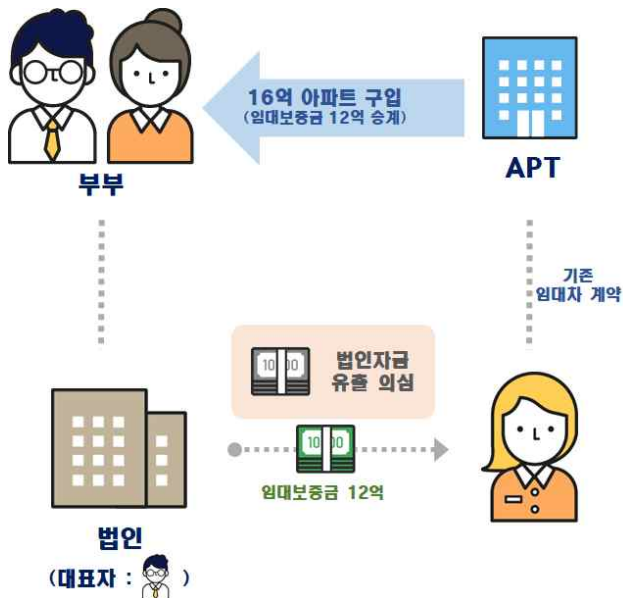 16억 아파트 구입
(임대보증금 12억 승계)
부부
APT
기존
임대자 계약
법인자금
유출 의심
임대보증금 12억
법인
(대표자 : )